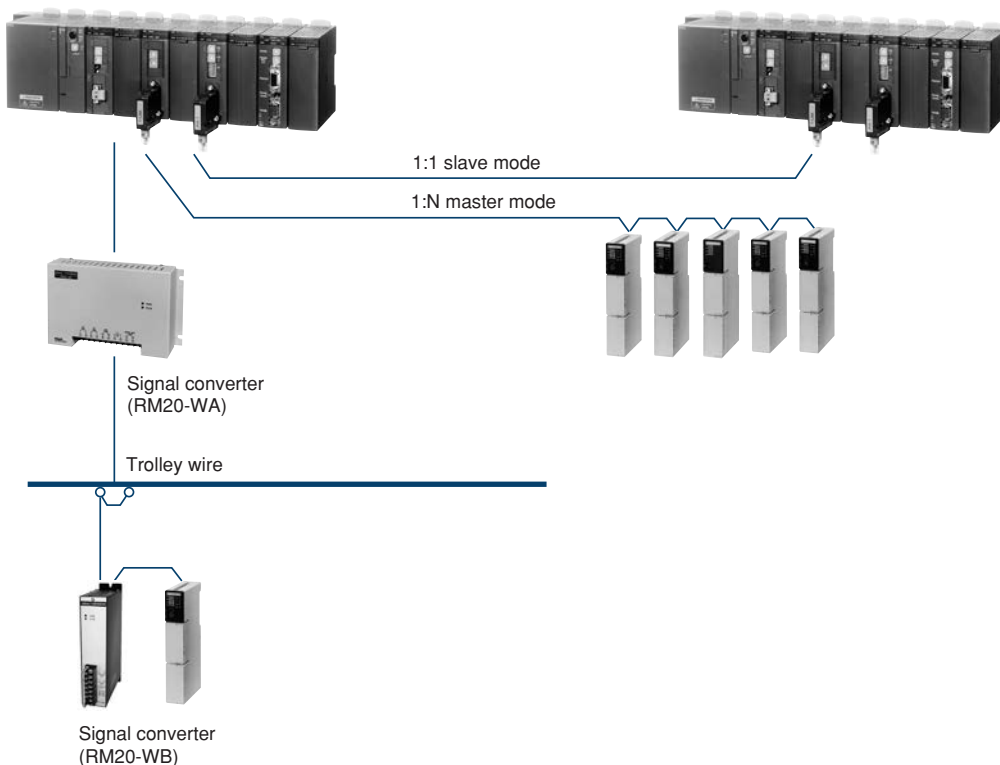 1:1 slave mode
1:N master mode
Signal converter
(RM20-WA)
Trolley wire
Signal converter
(RM20-WB)